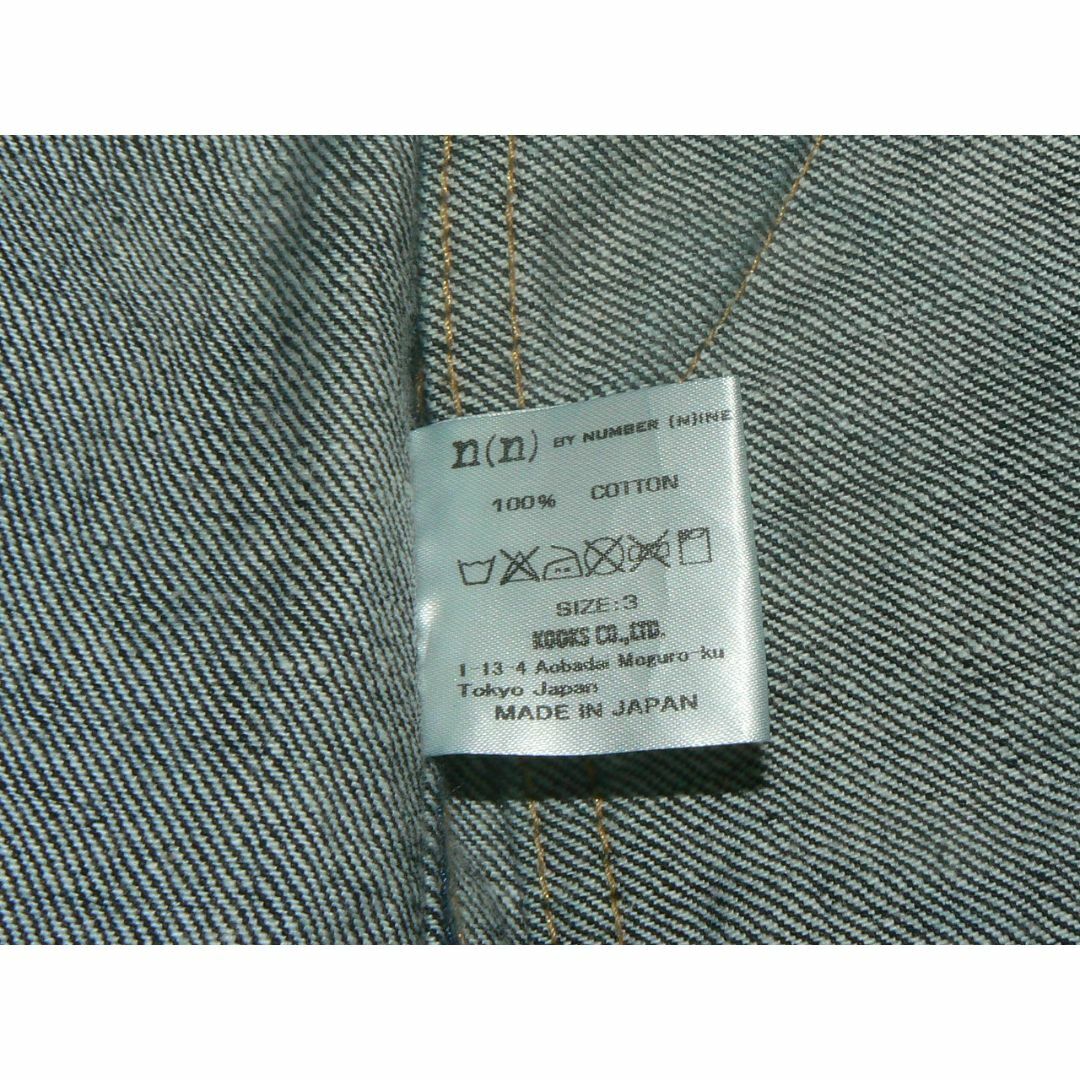 n(n) BY NUMBER (N)INE
100% COTTON
SIZE:3
KOOKS CO.,LTD.
1-13-4 Aobadai Meguro-ku
Tokyo Japan
MADE IN JAPAN